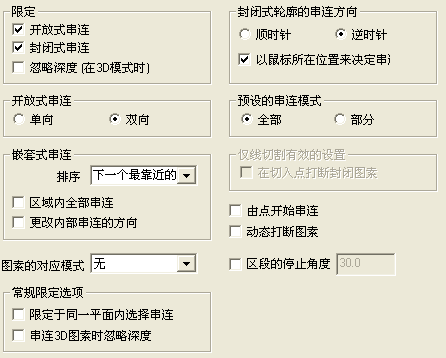 限定
开放式串连
封闭式串连
忽略深度 (在3D模式时)
开放式串连
单向
双向
嵌套式串连
排序
下一个最靠近的
区域内全部串连
更改内部串连的方向
图素的对应模式
无
常规限定选项
限定于同一平面内选择串连
串连3D图素时忽略深度
封闭式轮廓的串连方向
顺时针
逆时针
以鼠标所在位置来决定串
预设的串连模式
全部
部分
仅线切割有效的设置
在切入点打断封闭图素
由点开始串连
动态打断图素
区段的停止角度
30.0